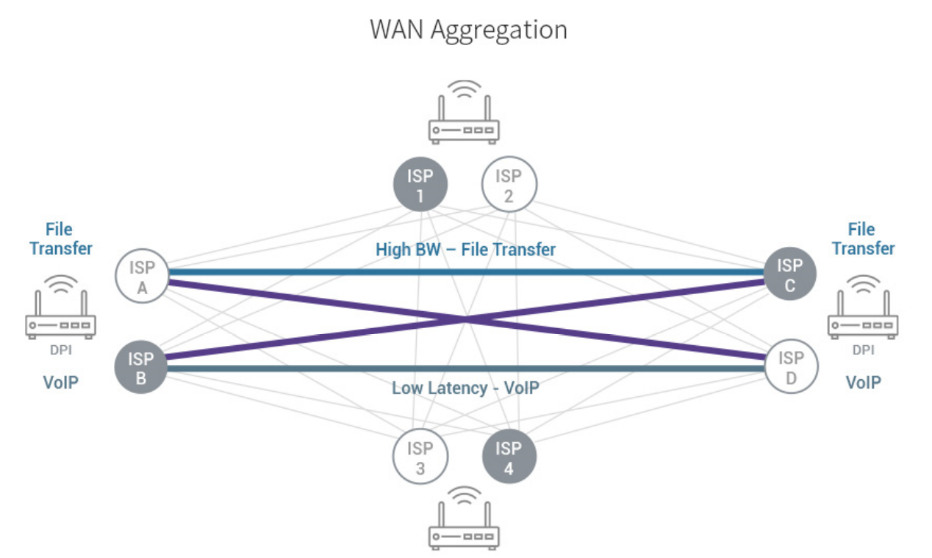 WAN Aggregation
ISP
1
ISP
2
File
Transfer
High BW – File Transfer
File
Transfer
ISP
A
ISP
C
DPI
DPI
ISP
B
VoIP
ISP
D
VoIP
Low Latency - VoIP
ISP
3
ISP
4